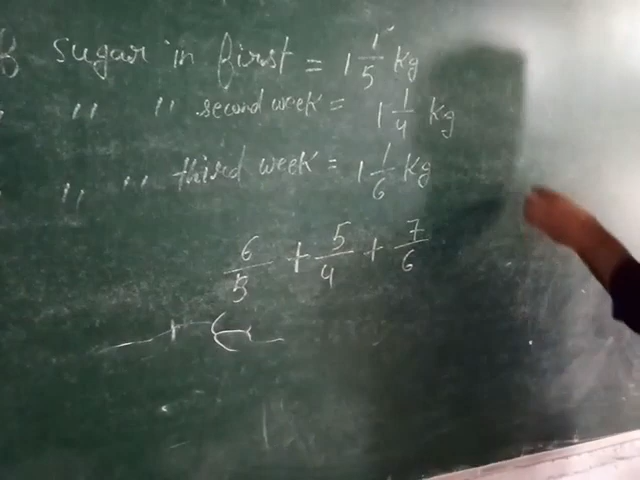 sugar in first = 1 1/5 Kg
" " second week = 1 1/4 Kg
" " " third week = 1 1/6 Kg
6/5 + 5/4 + 7/6